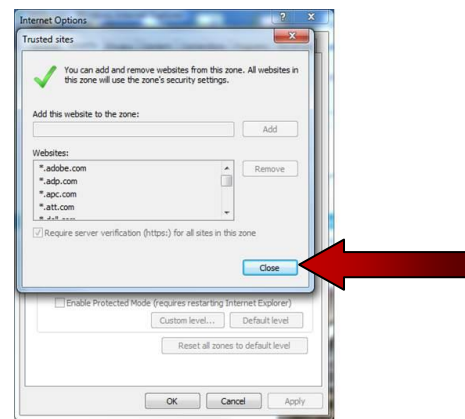 Internet Options
Trusted sites
You can add and remove websites from this zone. All websites in
this zone will use the zone's security settings.
Add this website to the zone:
Add
Websites:
*.adobe.com
Remove
*.adp.com
*.apc.com
*.att.com
*.dell.com
Require server verification (https:) for all sites in this zone
Close
Enable Protected Mode (requires restarting Internet Explorer)
Custom level...
Default level
Reset all zones to default level
OK
Cancel
Apply